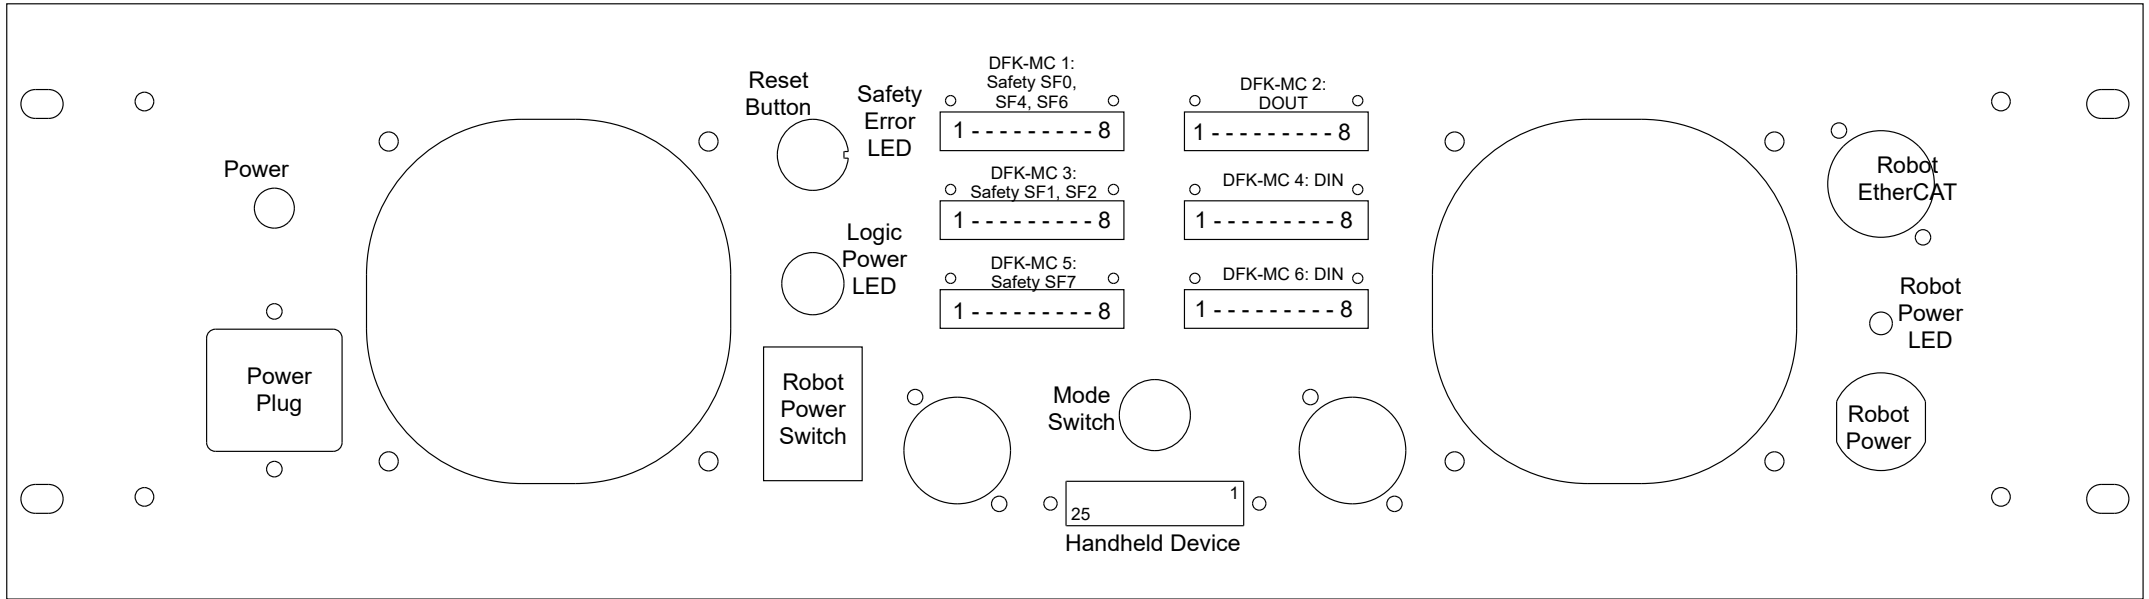 Power
Power
Plug
Reset
Button
Safety
Error
LED
Logic
Power
LED
Robot
Power
Switch
DFK-MC 1:
Safety SF0,
SF4, SF6
1 - - - - - - - - - 8
DFK-MC 2:
DOUT
1 - - - - - - - - - 8
DFK-MC 3:
Safety SF1, SF2
1 - - - - - - - - - 8
DFK-MC 4: DIN
1 - - - - - - - - - 8
DFK-MC 5:
Safety SF7
1 - - - - - - - - - 8
DFK-MC 6: DIN
1 - - - - - - - - - 8
Mode
Switch
1
25
Handheld Device
Robot
EtherCAT
Robot
Power
LED
Robot
Power